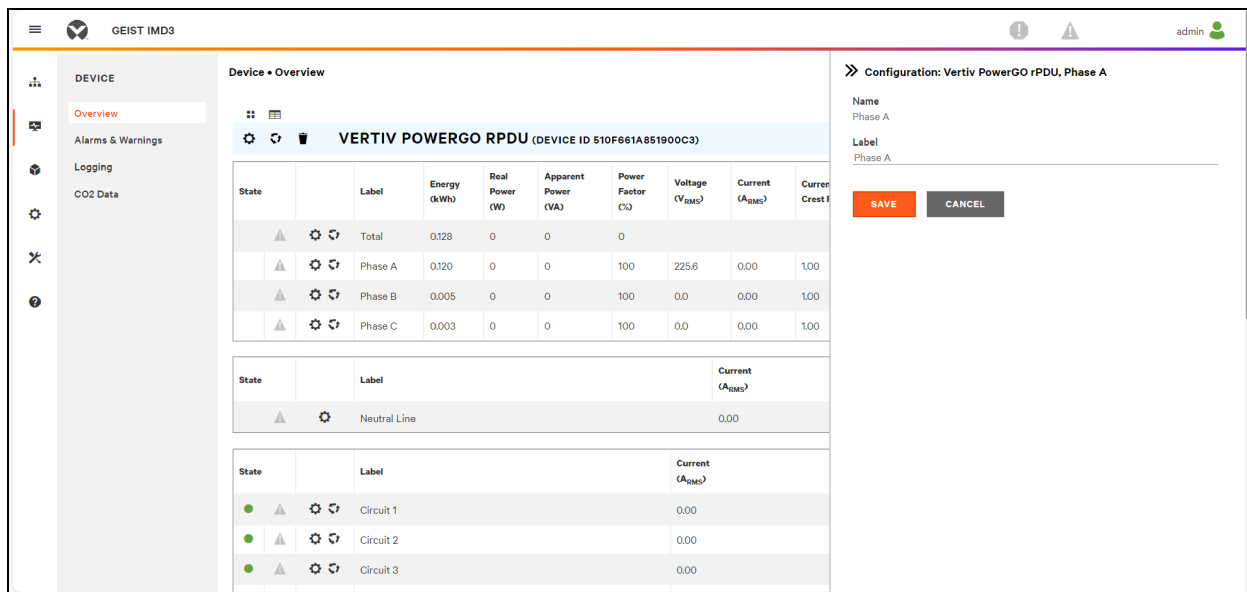 GEIST IMD3
admin
DEVICE
Overview
Alarms & Warnings
Logging
CO2 Data
Device • Overview
VERTIV POWERGO RPDU (DEVICE ID 510F661A851900C3)
State Label Energy (kWh) Real Power (W) Apparent Power (VA) Power Factor (%) Voltage (VRMS) Current (ARMS) Curren Crest F
Total 0.128 0 0 0
Phase A 0.120 0 0 100 225.6 0.00 1.00
Phase B 0.005 0 0 100 0.0 0.00 1.00
Phase C 0.003 0 0 100 0.0 0.00 1.00
State Label Current (ARMS)
Neutral Line 0.00
State Label Current (ARMS)
Circuit 1 0.00
Circuit 2 0.00
Circuit 3 0.00
Configuration: Vertiv PowerGO rPDU, Phase A
Name
Phase A
Label
Phase A
SAVE CANCEL